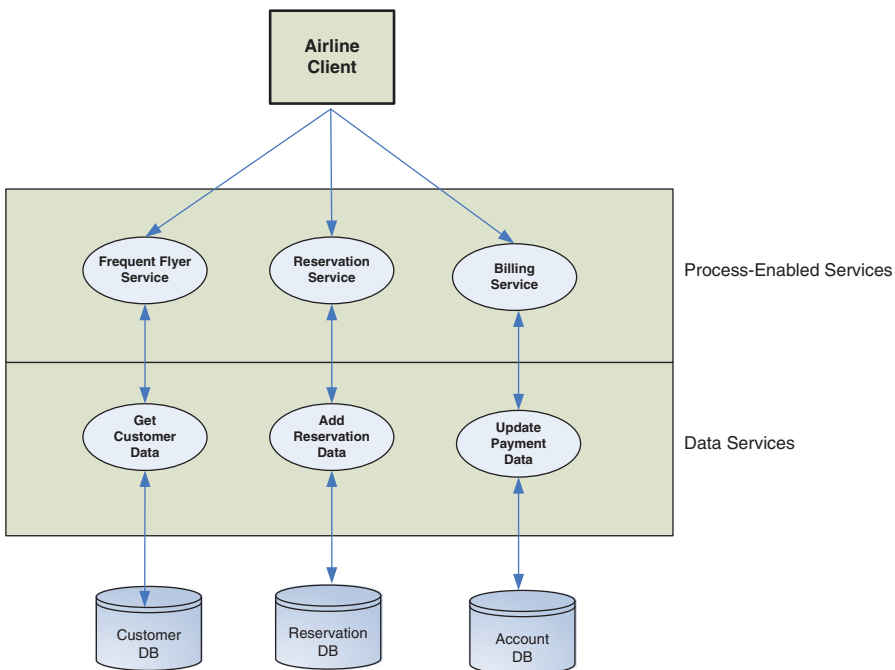 Airline
Client
Frequent Flyer
Service
Reservation
Service
Billing
Service
Process-Enabled Services
Get
Customer
Data
Add
Reservation
Data
Update
Payment
Data
Data Services
Customer
DB
Reservation
DB
Account
DB